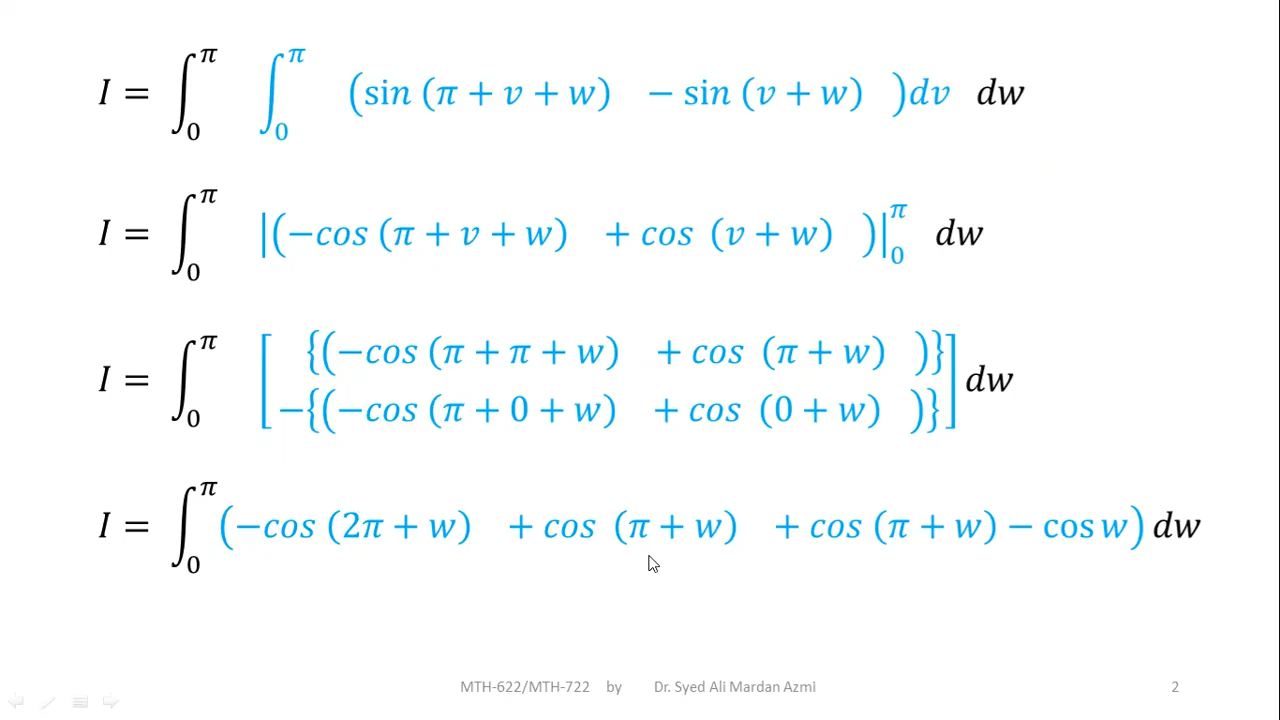 I = ∫₀^π ∫₀^π (sin (π + v + w) − sin (v + w) )dv dw
I = ∫₀^π |(−cos (π + v + w) + cos (v + w) )|₀^π dw
I = ∫₀^π [ {(−cos (π + π + w) + cos (π + w) )}
−{(−cos (π + 0 + w) + cos (0 + w) )} ] dw
I = ∫₀^π (−cos (2π + w) + cos (π + w) + cos (π + w) − cos w) dw
MTH-622/MTH-722 by Dr. Syed Ali Mardan Azmi 2